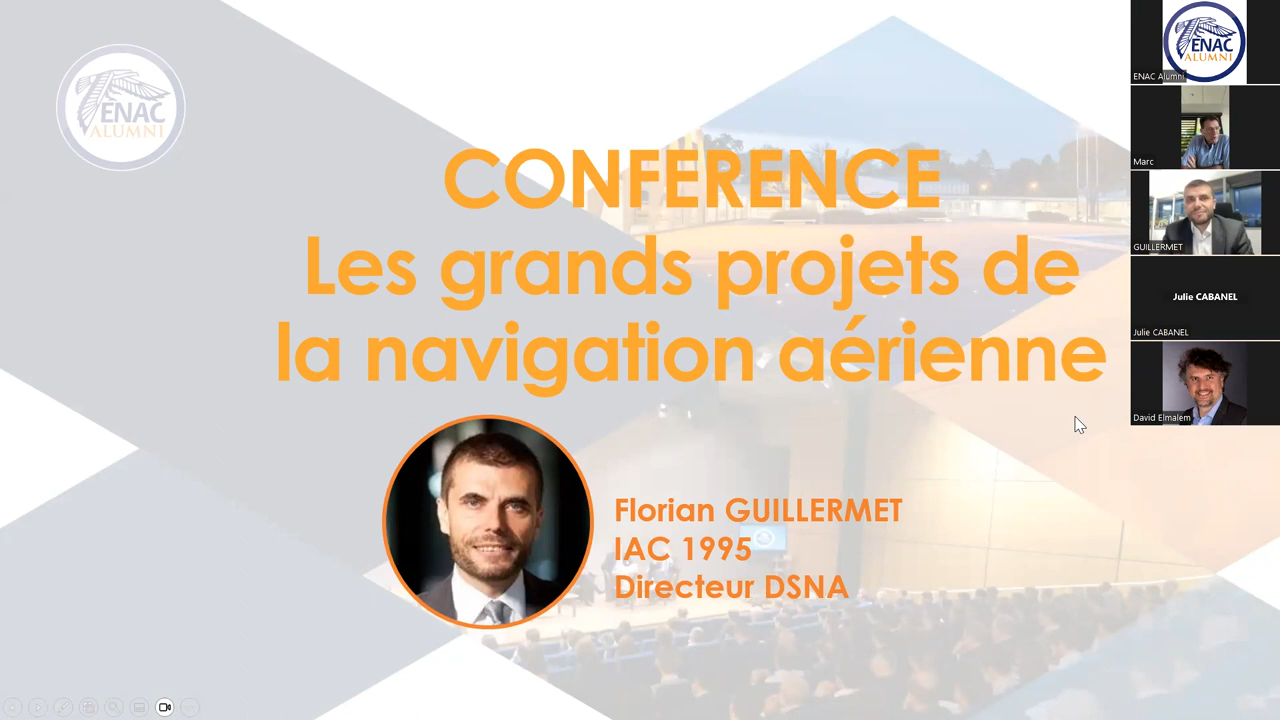 ENAC
ALUMNI
CONFERENCE
Les grands projets de
la navigation aérienne
Florian GUILLERMET
IAC 1995
Directeur DSNA
ENAC
ALUMNI
ENAC Alumni
Marc
GUILLERMET
Julie CABANEL
Julie CABANEL
David Elmalem